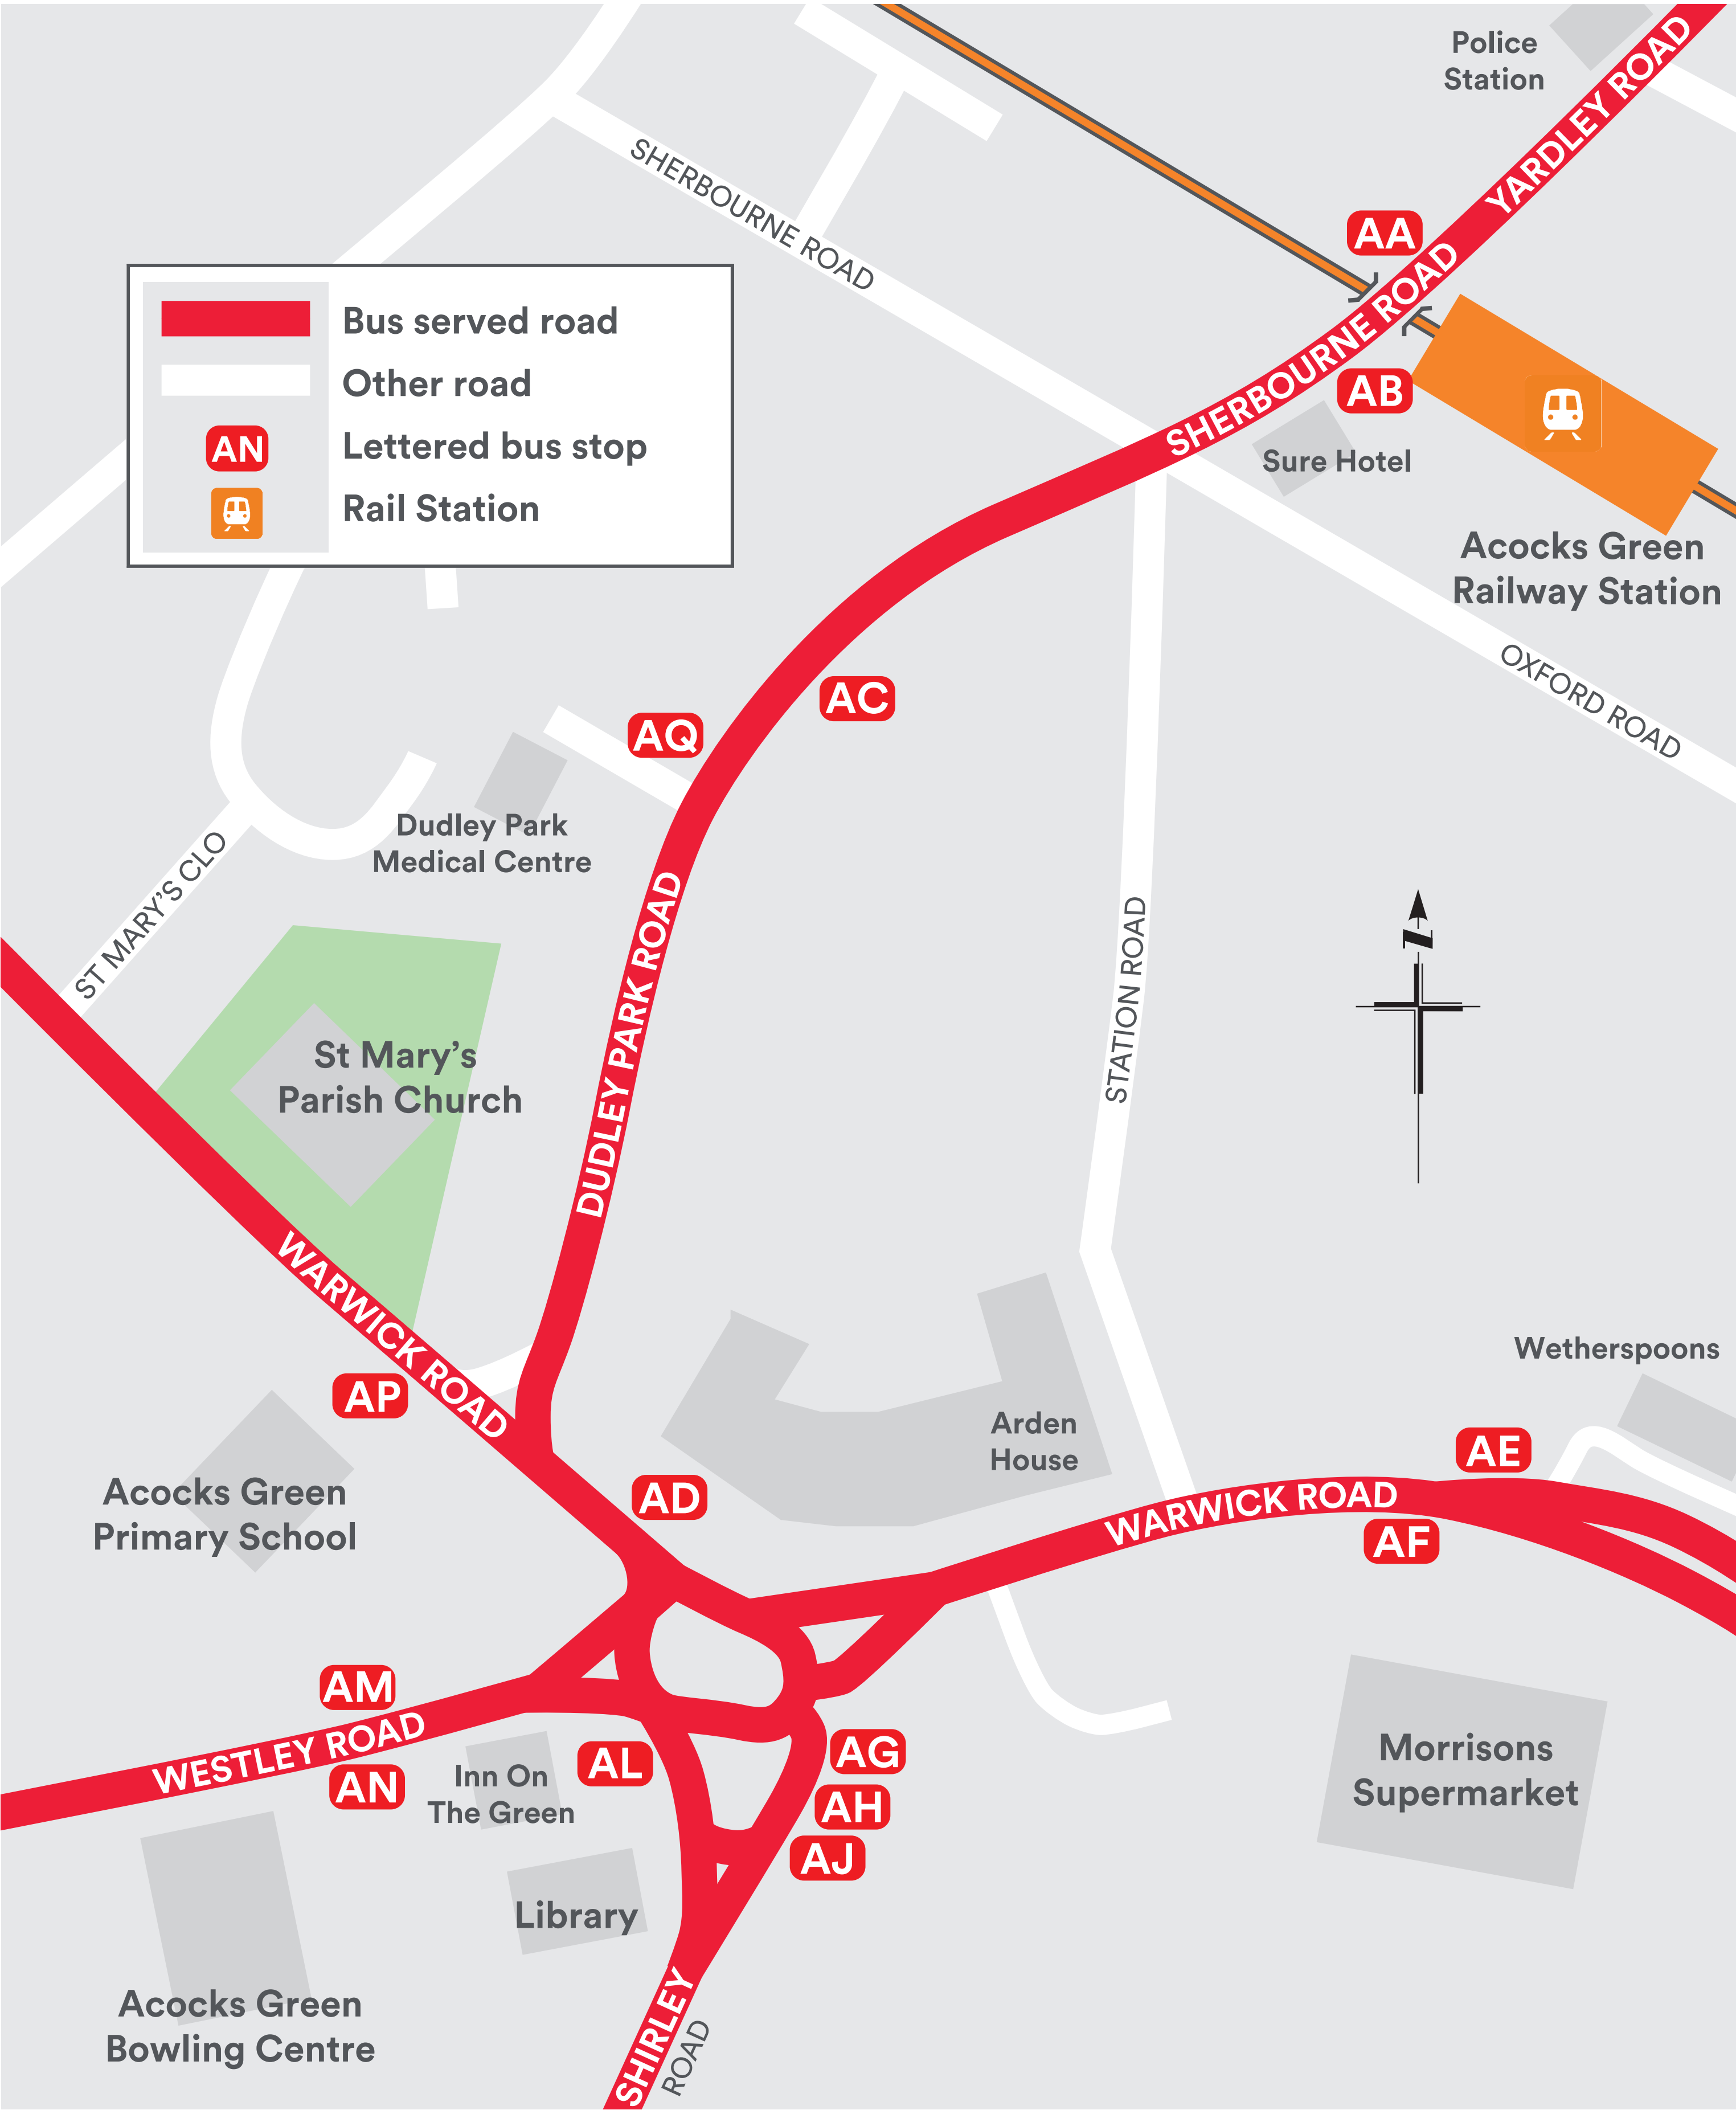 Police
Station
YARDLEY ROAD
SHERBOURNE ROAD
AA
SHERBOURNE ROAD
Bus served road
Other road
AN
Lettered bus stop
Rail Station
AB
Sure Hotel
Acocks Green
Railway Station
OXFORD ROAD
AC
AQ
Dudley Park
Medical Centre
ST MARY'S CLO
DUDLEY PARK ROAD
STATION ROAD
N
St Mary's
Parish Church
WARWICK ROAD
AP
Wetherspoons
Arden
House
AE
AD
WARWICK ROAD
AF
Acocks Green
Primary School
AM
WESTLEY ROAD
AN
Inn On
The Green
AL
AG
AH
AJ
Morrisons
Supermarket
Library
Acocks Green
Bowling Centre
SHIRLEY
ROAD